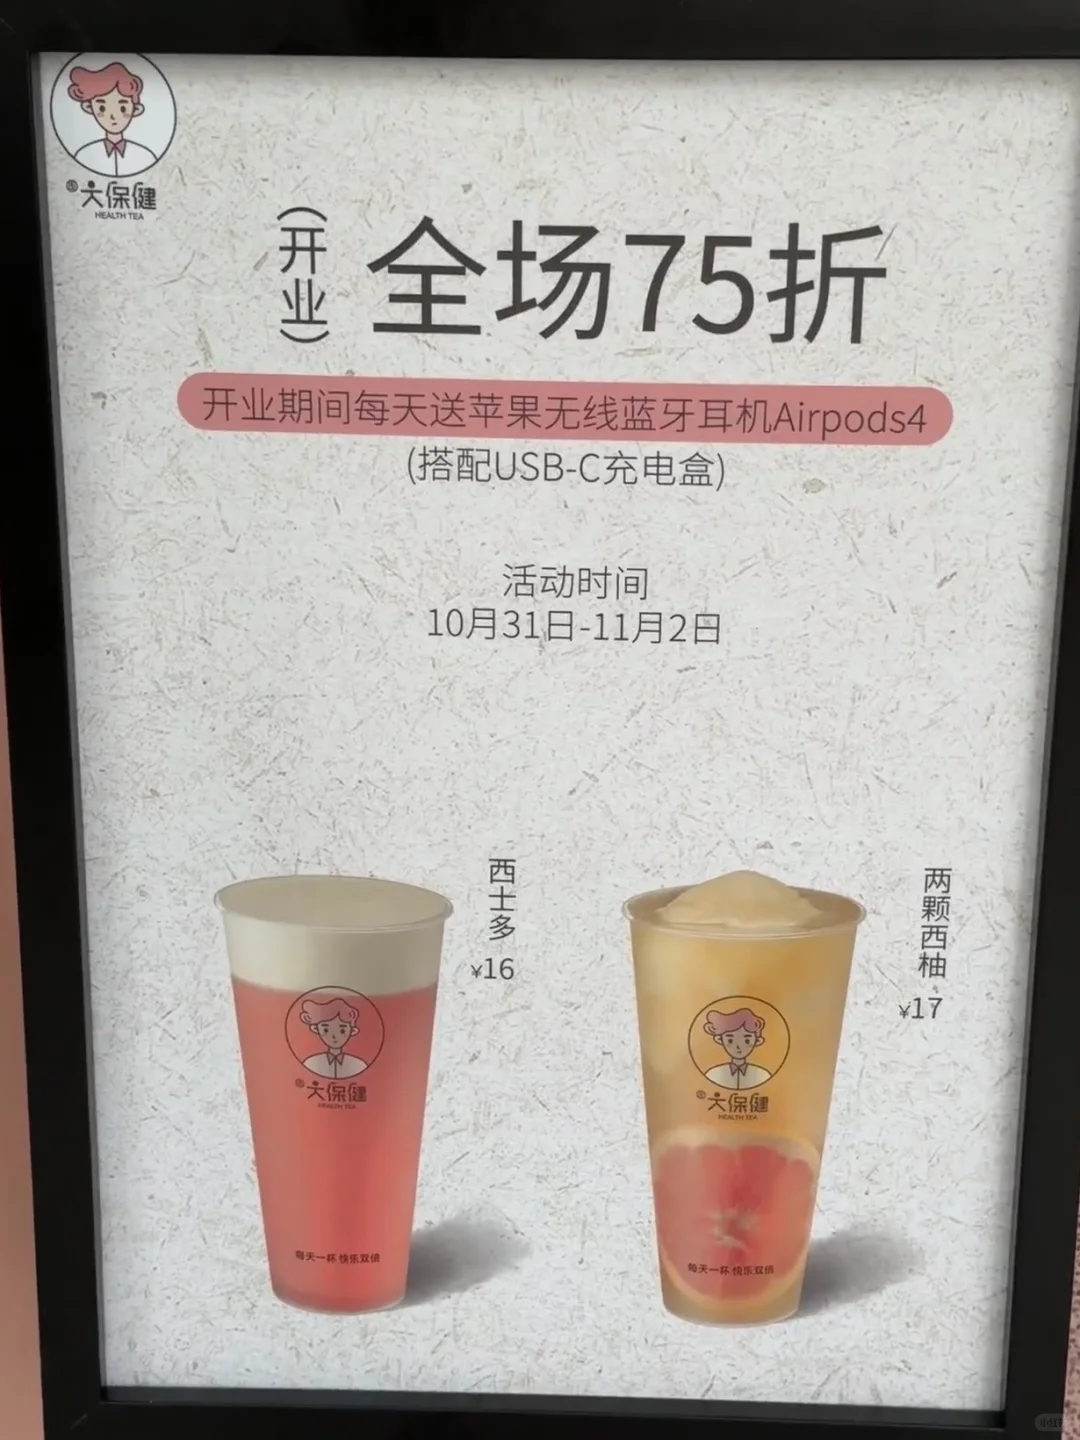 大保健
HEALTH TEA
(开业)
全场75折
开业期间每天送苹果无线蓝牙耳机Airpods4
(搭配USB-C充电盒)
活动时间
10月31日-11月2日
西士多
¥16
两颗西柚
¥17
大保健
HEALTH TEA
每天一杯 快乐双倍
大保健
HEALTH TEA
每天一杯 快乐双倍